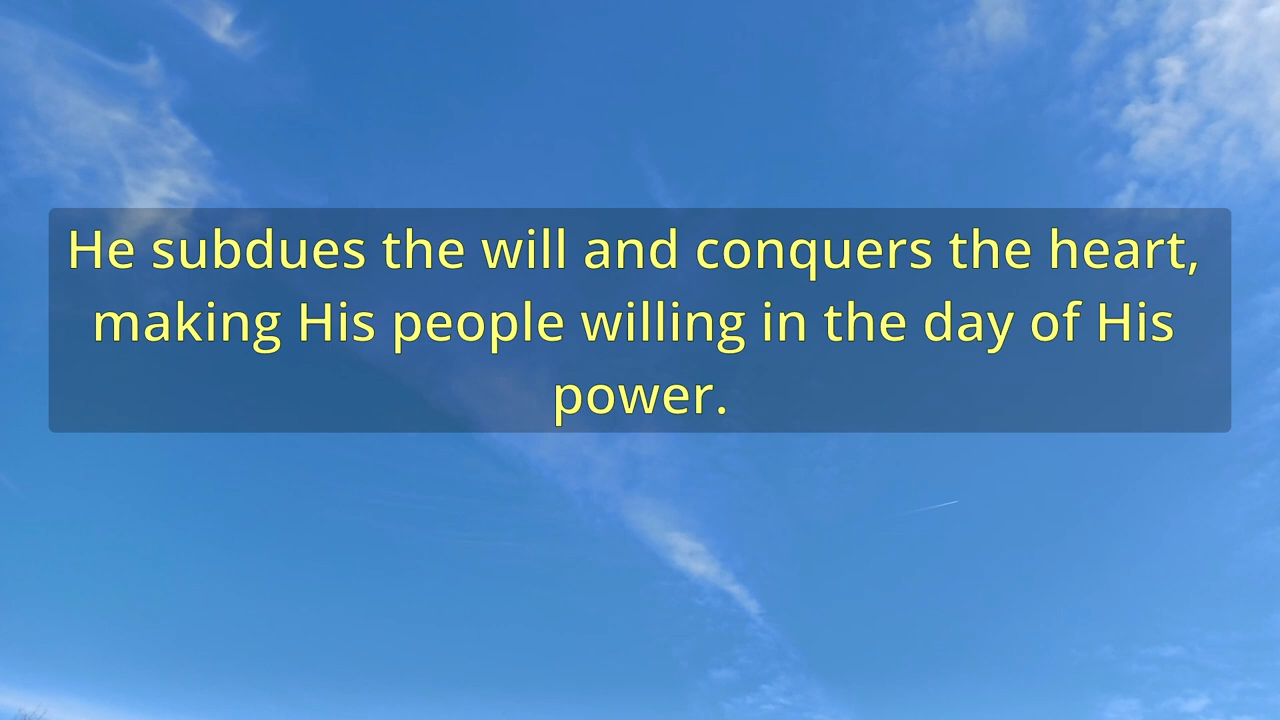 He subdues the will and conquers the heart,
making His people willing in the day of His
power.